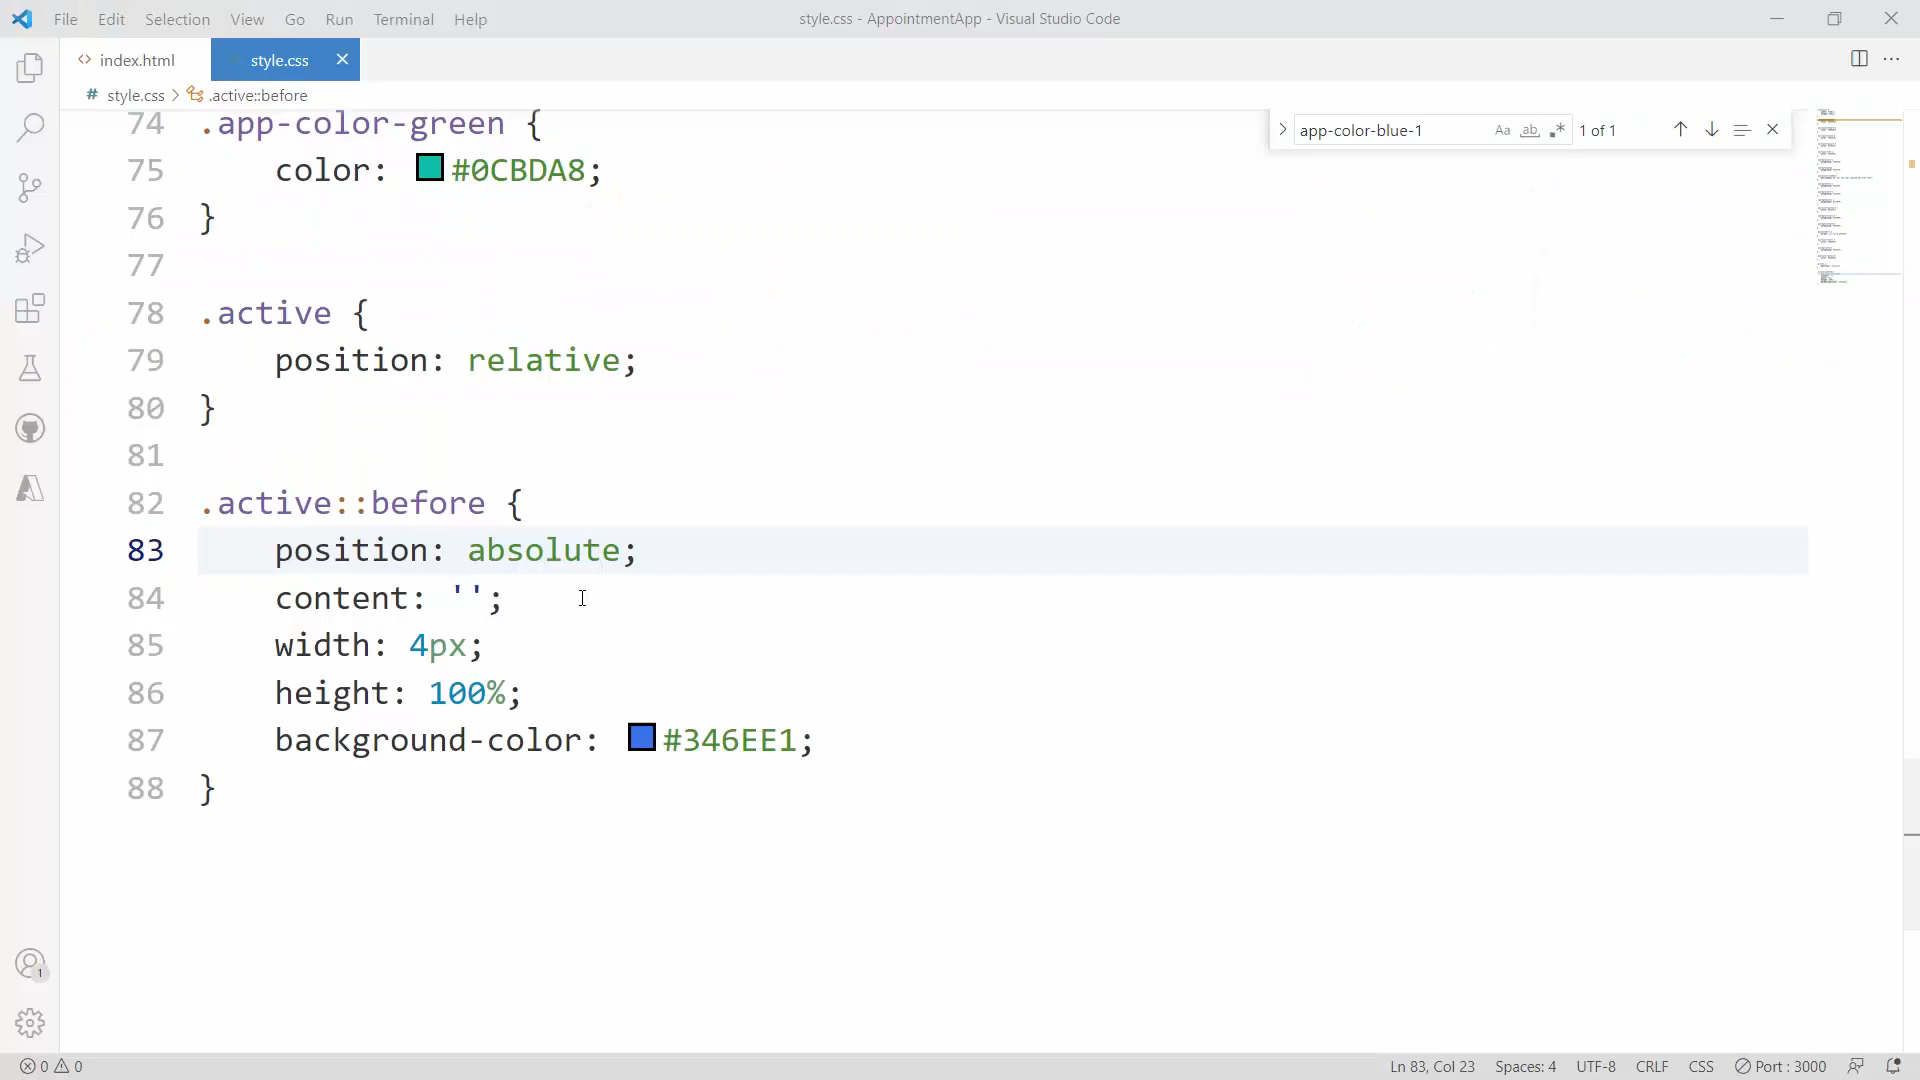 File Edit Selection View Go Run Terminal Help style.css - AppointmentApp - Visual Studio Code
index.html style.css
# style.css > .active::before
app-color-blue-1 Aa ab .* 1 of 1
74 .app-color-green {
75 color: #0CBDA8;
76 }
77
78 .active {
79 position: relative;
80 }
81
82 .active::before {
83 position: absolute;
84 content: '';
85 width: 4px;
86 height: 100%;
87 background-color: #346EE1;
88 }
1
0 0 Ln 83, Col 23 Spaces: 4 UTF-8 CRLF CSS Port : 3000